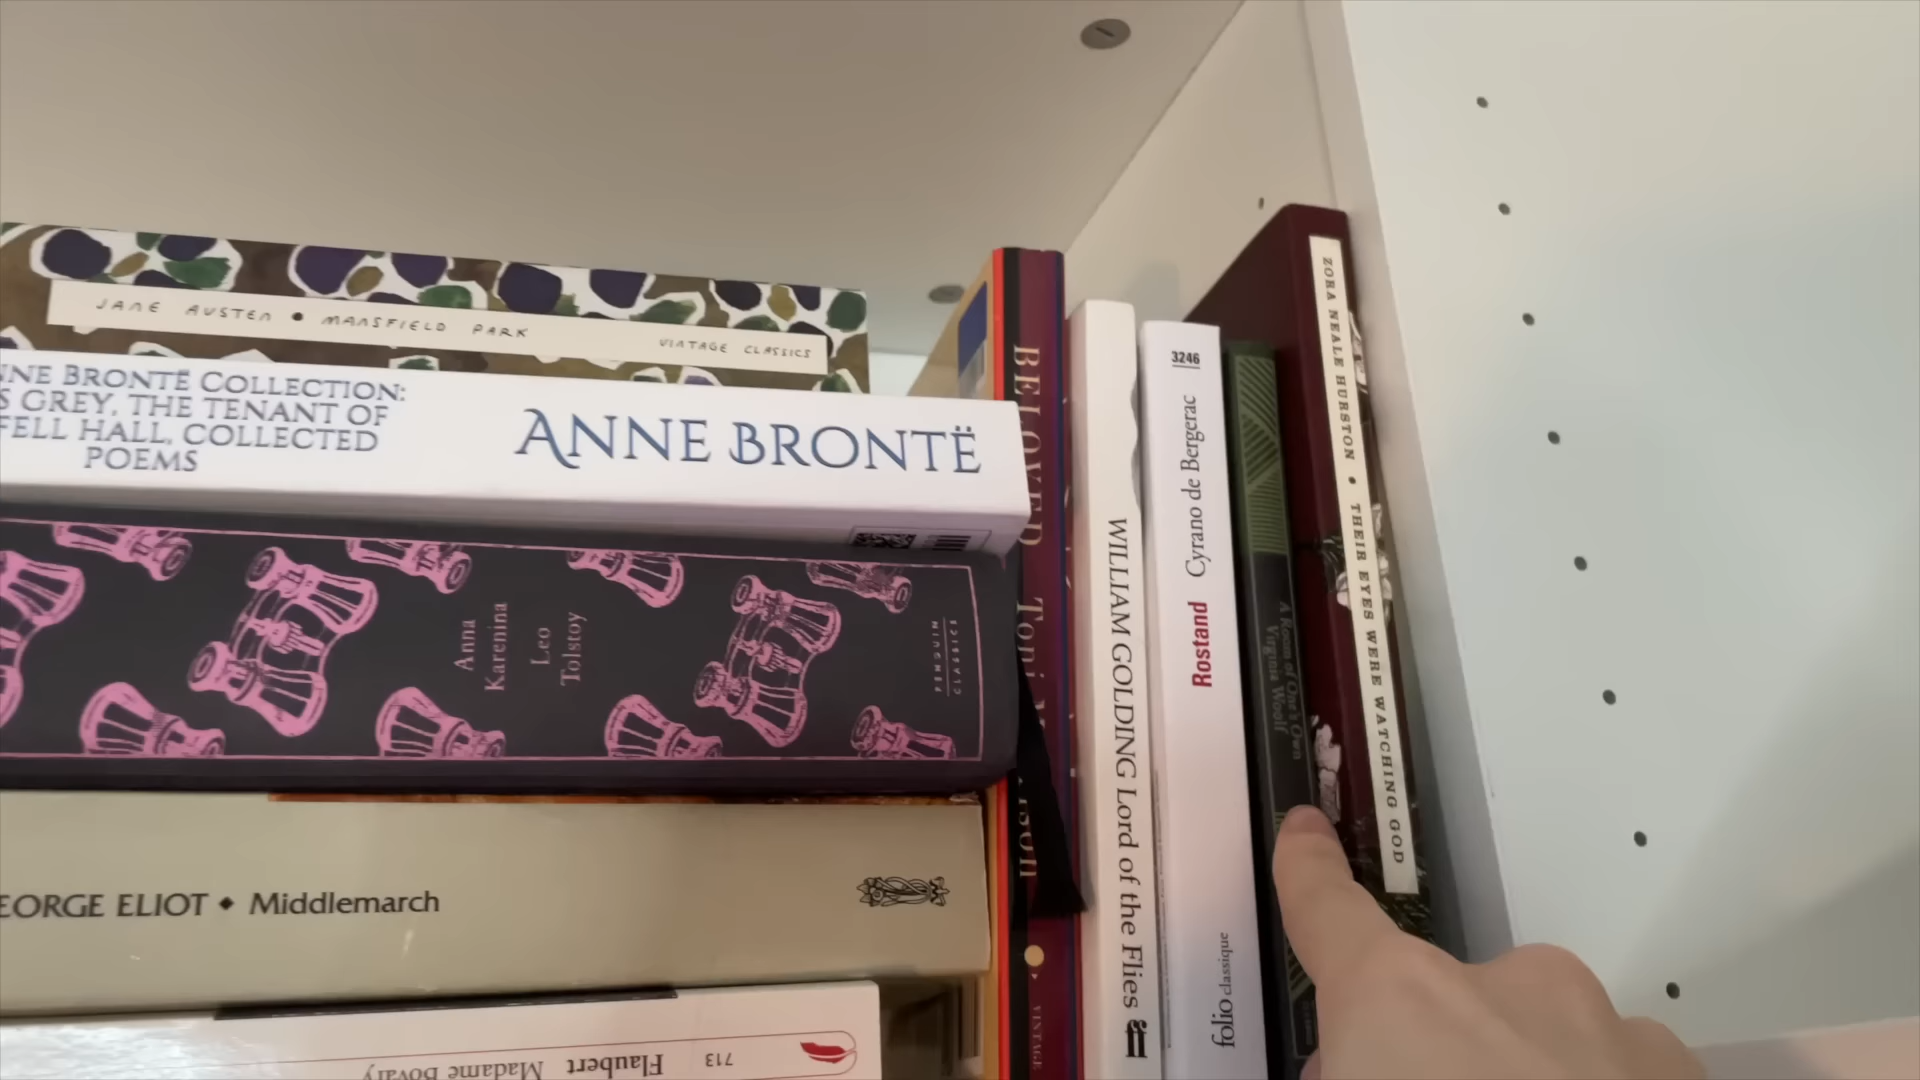 JANE AUSTEN • MANSFIELD PARK VINTAGE CLASSICS
NNE BRONTË COLLECTION:
S GREY, THE TENANT OF
FELL HALL, COLLECTED
POEMS
ANNE BRONTË
Anna
Karenina
Leo
Tolstoy
PENGUIN
CLASSICS
EORGE ELIOT ◆ Middlemarch
713 Flaubert Madame Bovary
BELOVED Toni M rison VINTAGE
WILLIAM GOLDING Lord of the Flies ff
3246
Rostand Cyrano de Bergerac
folio classique
A Room of One's Own
Virginia Woolf
ZORA NEALE HURSTON • THEIR EYES WERE WATCHING GOD